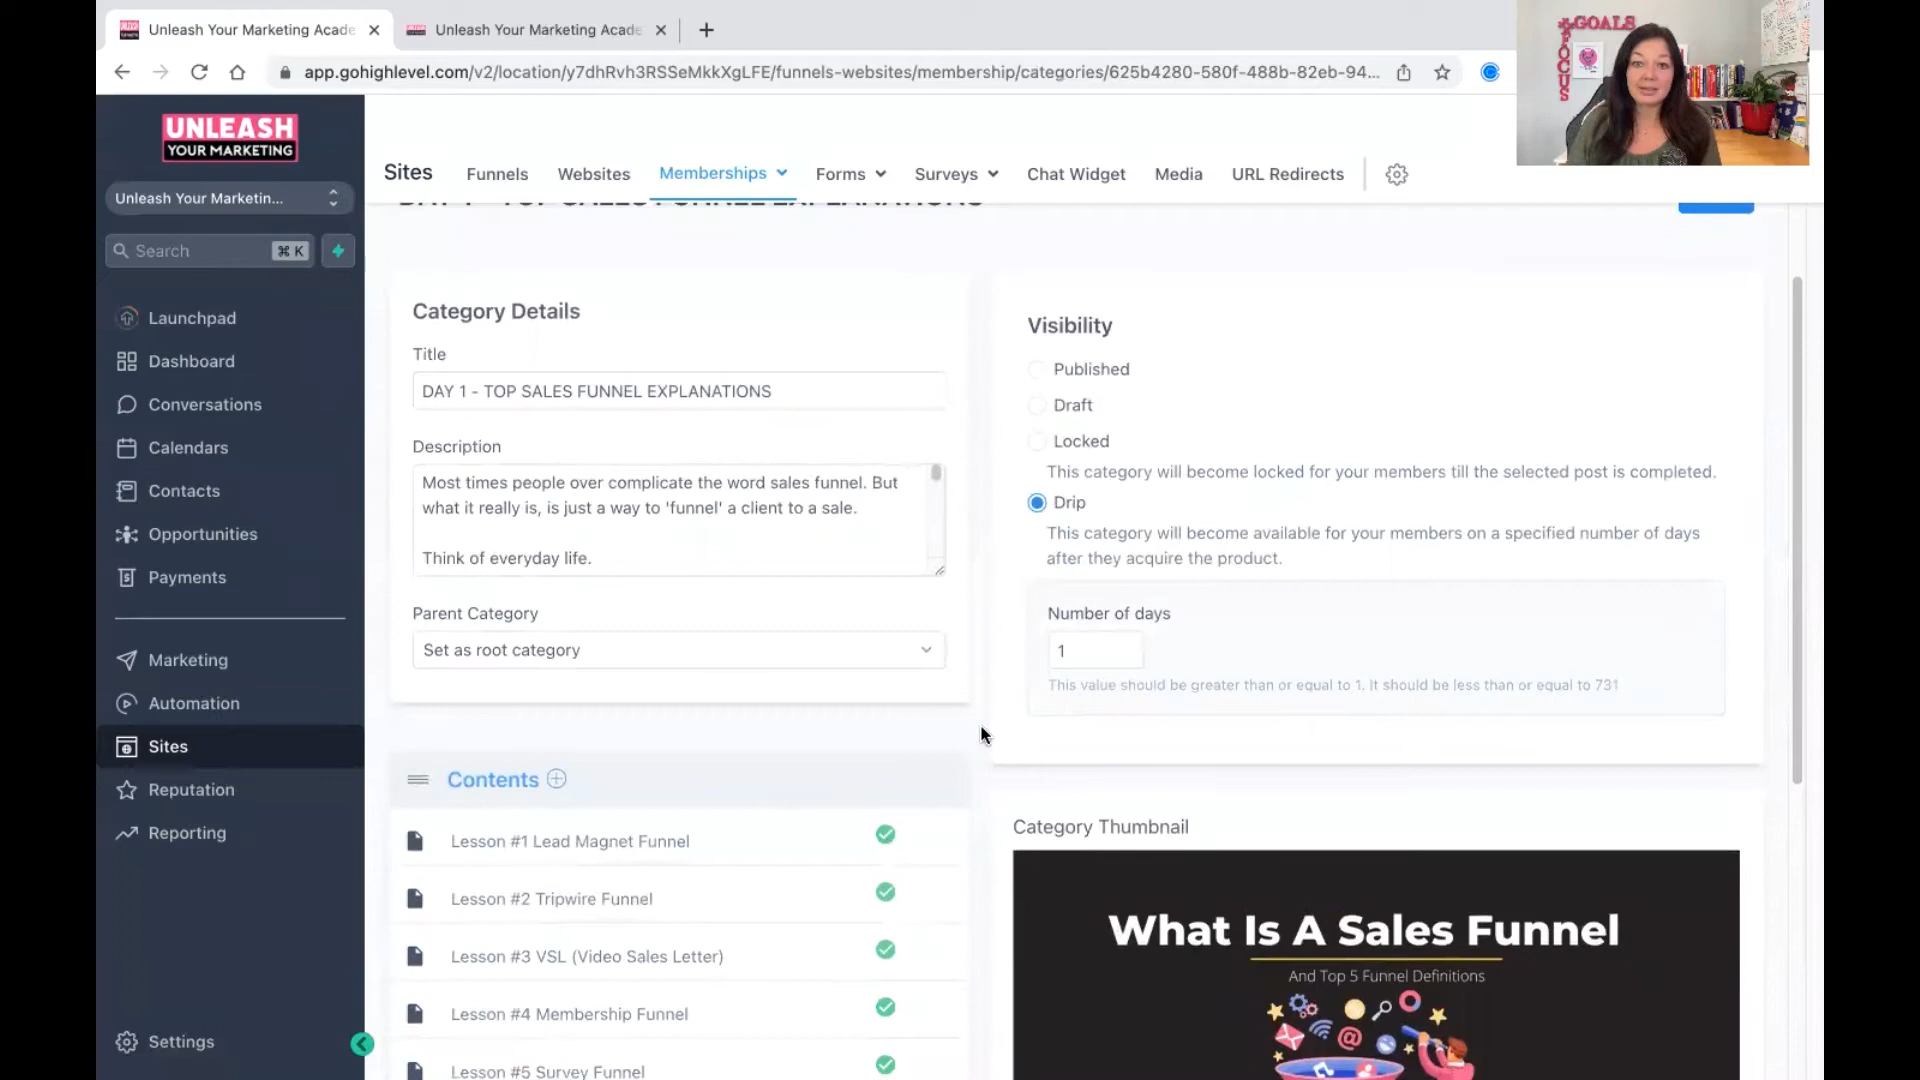 Unleash Your Marketing Acade
Unleash Your Marketing Acade
app.gohighlevel.com/v2/location/y7dhRvh3RSSeMkkXgLFE/funnels-websites/membership/categories/625b4280-580f-488b-82eb-94...
GOALS
FOCUS
UNLEASH
YOUR MARKETING
Unleash Your Marketin...
Search
⌘ K
Launchpad
Dashboard
Conversations
Calendars
Contacts
Opportunities
Payments
Marketing
Automation
Sites
Reputation
Reporting
Settings
Sites
Funnels
Websites
Memberships
Forms
Surveys
Chat Widget
Media
URL Redirects
DAY 1 - TOP SALES FUNNEL EXPLANATIONS
Category Details
Title
DAY 1 - TOP SALES FUNNEL EXPLANATIONS
Description
Most times people over complicate the word sales funnel. But
what it really is, is just a way to 'funnel' a client to a sale.
Think of everyday life.
Parent Category
Set as root category
Contents
Lesson #1 Lead Magnet Funnel
Lesson #2 Tripwire Funnel
Lesson #3 VSL (Video Sales Letter)
Lesson #4 Membership Funnel
Lesson #5 Survey Funnel
Visibility
Published
Draft
Locked
This category will become locked for your members till the selected post is completed.
Drip
This category will become available for your members on a specified number of days
after they acquire the product.
Number of days
1
This value should be greater than or equal to 1. It should be less than or equal to 731
Category Thumbnail
What Is A Sales Funnel
And Top 5 Funnel Definitions